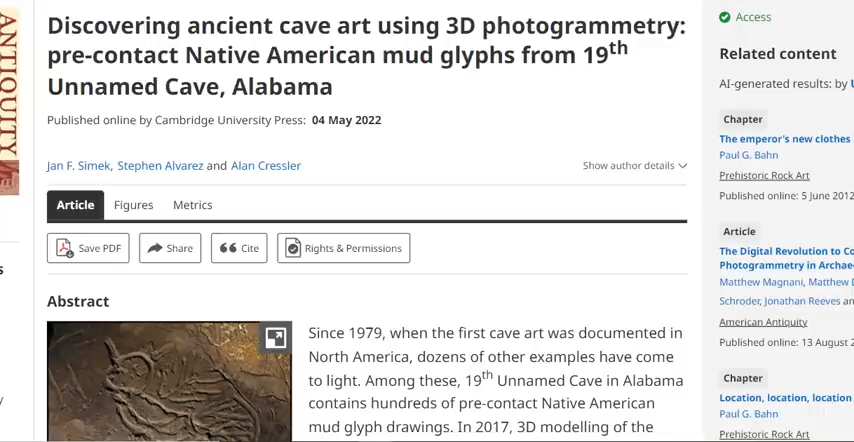 ANTIQUITY
Discovering ancient cave art using 3D photogrammetry:
pre-contact Native American mud glyphs from 19th
Unnamed Cave, Alabama
Published online by Cambridge University Press: 04 May 2022
Jan F. Simek, Stephen Alvarez and Alan Cressler
Show author details
Article Figures Metrics
Save PDF Share Cite Rights & Permissions
Abstract
Since 1979, when the first cave art was documented in
North America, dozens of other examples have come
to light. Among these, 19th Unnamed Cave in Alabama
contains hundreds of pre-contact Native American
mud glyph drawings. In 2017, 3D modelling of the
Access
Related content
AI-generated results: by
Chapter
The emperor's new clothes
Paul G. Bahn
Prehistoric Rock Art
Published online: 5 June 2012
Article
The Digital Revolution to Co
Photogrammetry in Archae
Matthew Magnani, Matthew D
Schroder, Jonathan Reeves an
American Antiquity
Published online: 13 August 2
Chapter
Location, location, location
Paul G. Bahn
Prehistoric Rock Art